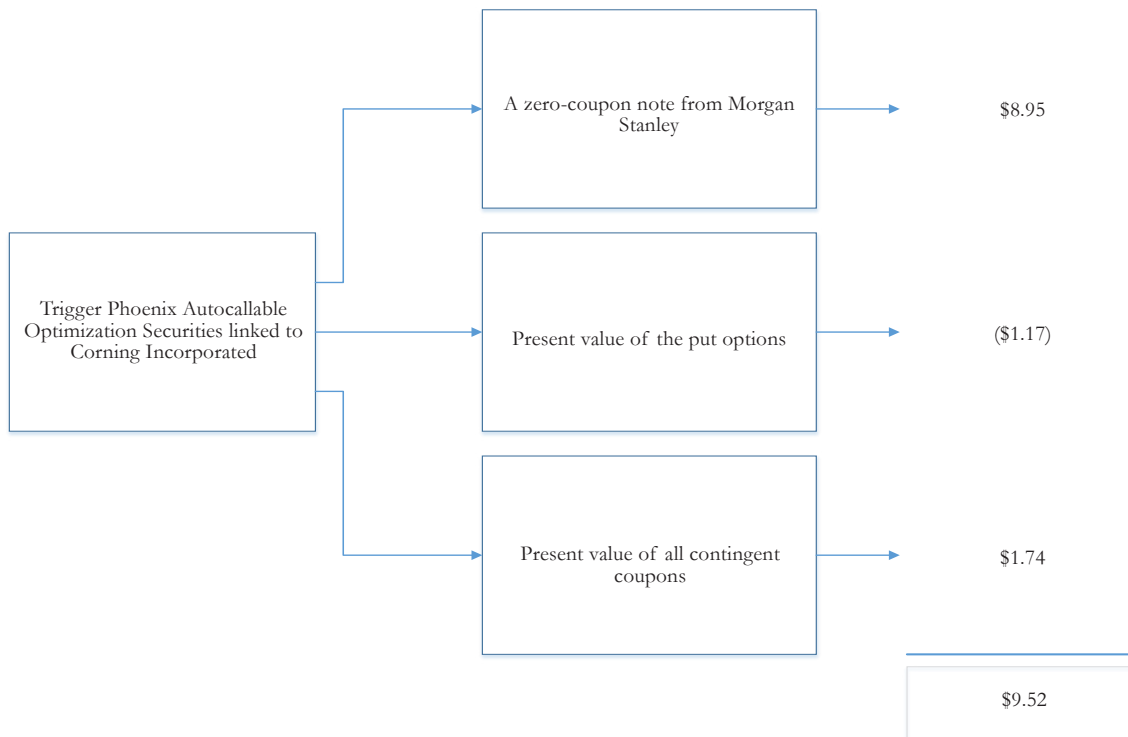 A zero-coupon note from Morgan
Stanley
$8.95
Trigger Phoenix Autocallable
Optimization Securities linked to
Corning Incorporated
Present value of the put options
($1.17)
Present value of all contingent
coupons
$1.74
$9.52